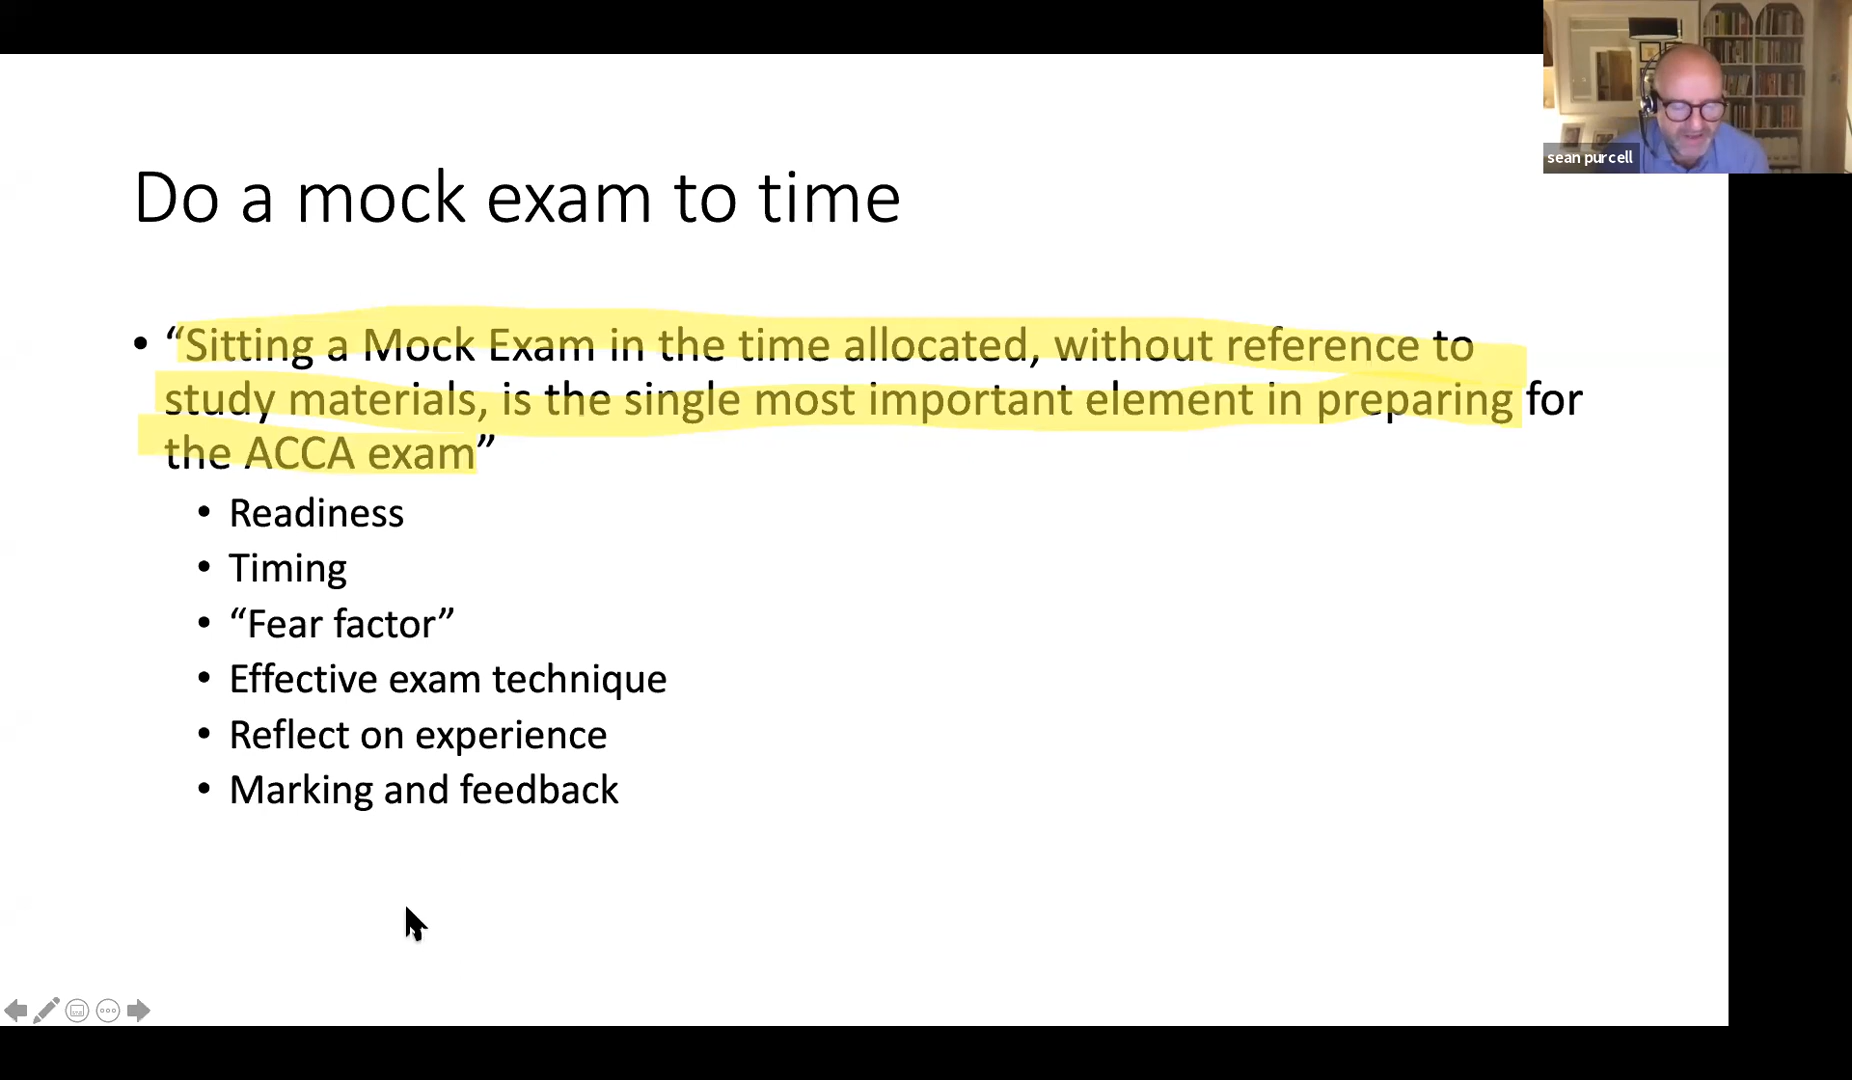 sean purcell
Do a mock exam to time
• “Sitting a Mock Exam in the time allocated, without reference to
study materials, is the single most important element in preparing for
the ACCA exam”
• Readiness
• Timing
• “Fear factor”
• Effective exam technique
• Reflect on experience
• Marking and feedback